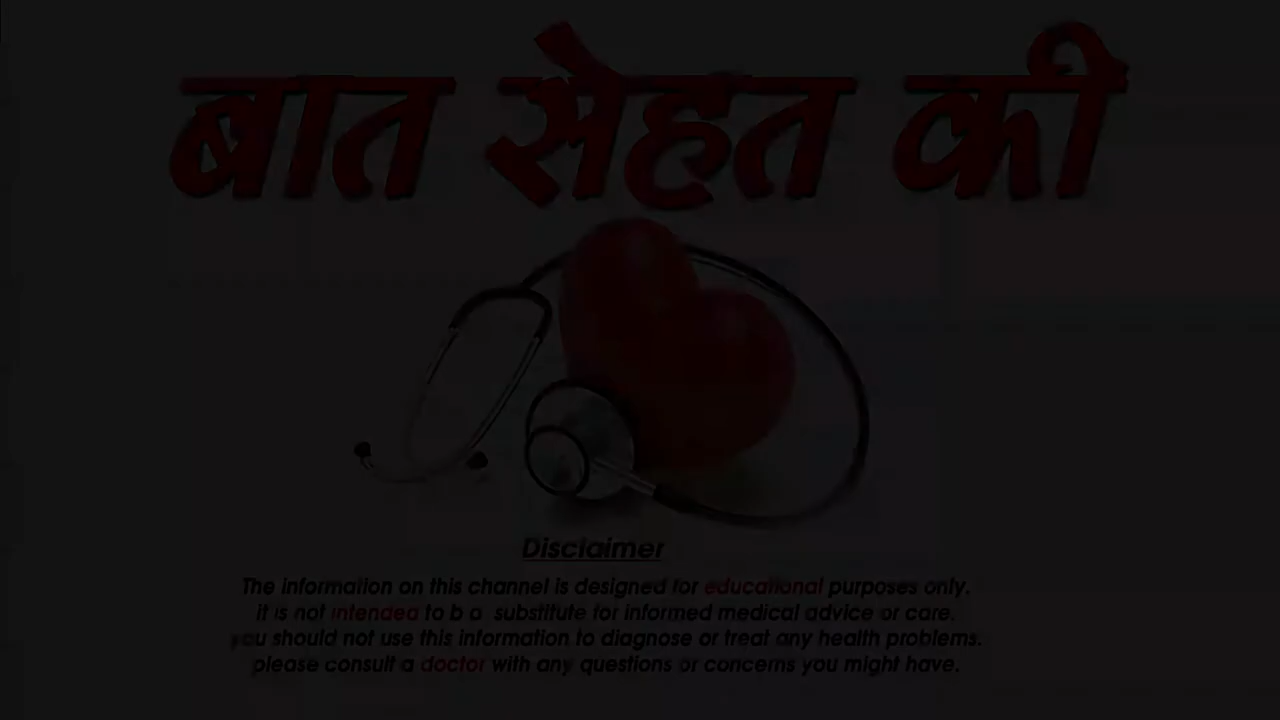 बात सेहत की
Disclaimer
The information on this channel is designed for educational purposes only.
it is not intended to b a substitute for informed medical advice or care.
you should not use this information to diagnose or treat any health problems.
please consult a doctor with any questions or concerns you might have.